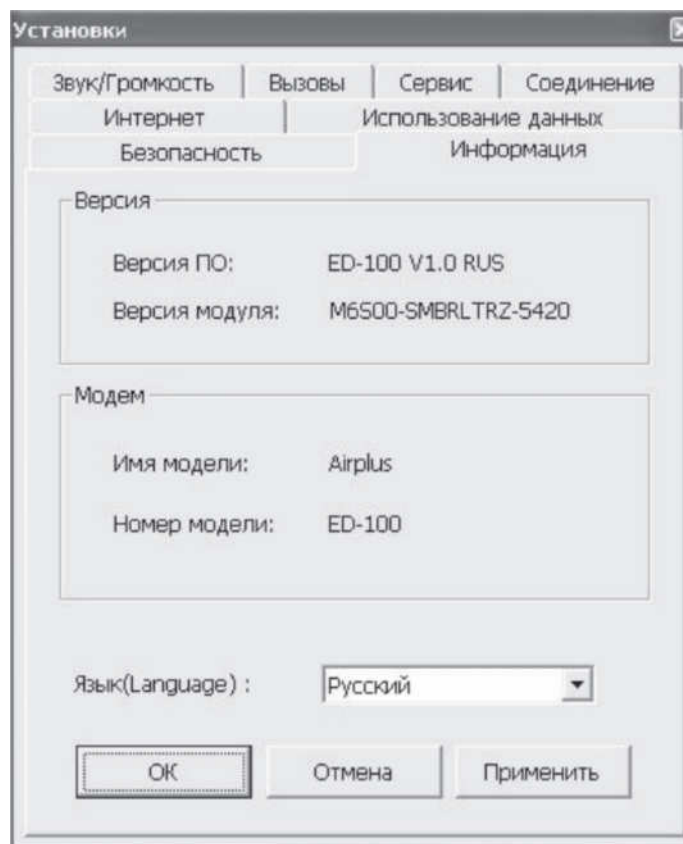 Установки
Звук/Громкость Вызовы Сервис Соединение
Интернет Использование данных
Безопасность Информация
Версия
Версия ПО: ED-100 V1.0 RUS
Версия модуля: M6500-SMBRLTRZ-5420
Модем
Имя модели: Airplus
Номер модели: ED-100
Язык(Language) : Русский
ОК Отмена Применить